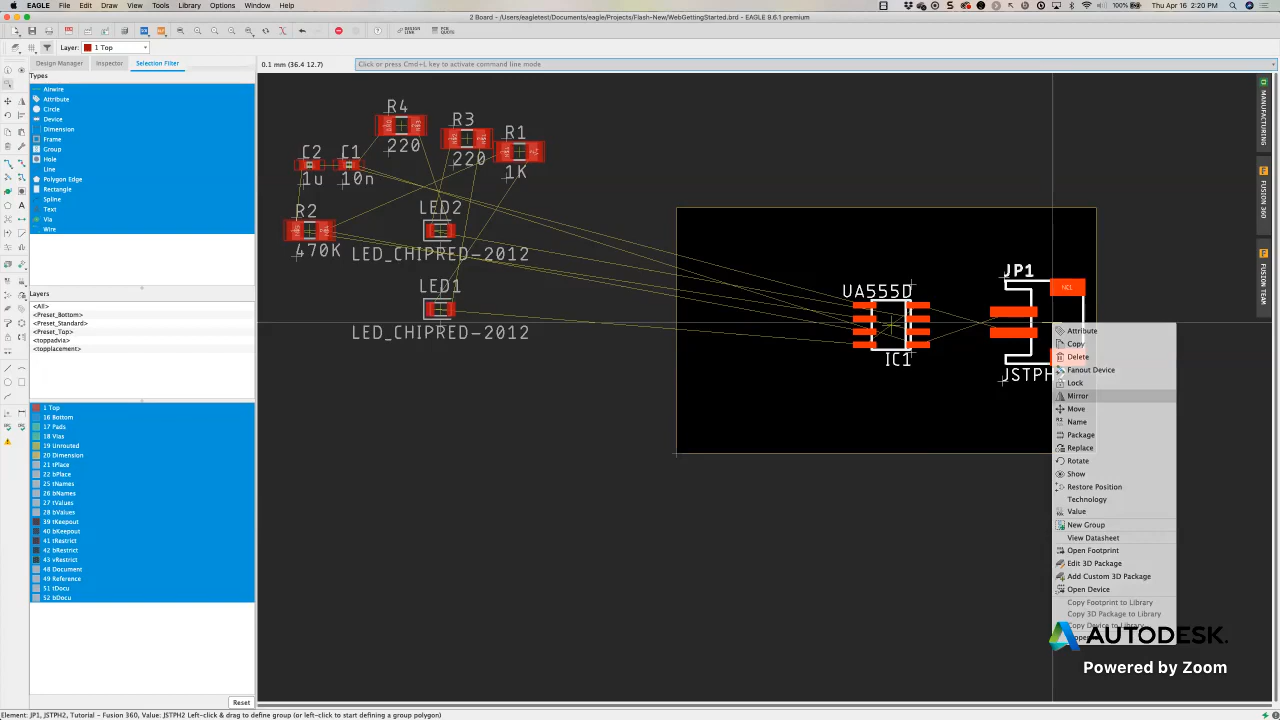 EAGLE File Edit Draw View Tools Library Options Window Help
100% Thu Apr 16 2:20 PM
2 Board - /Users/eagletest/Documents/eagle/Projects/Flash-New/WebGettingStarted.brd - EAGLE 9.6.1 premium
DESIGN LINK
PCB QUOTE
Layer: 1 Top
Design Manager Inspector Selection Filter
0.1 mm (36.4 12.7)
Click or press Cmd+L key to activate command line mode
Types
Airwire
Attribute
Circle
Device
Dimension
Frame
Group
Hole
Line
Polygon Edge
Rectangle
Spline
Text
Via
Wire
Layers
<All>
<Preset_Bottom>
<Preset_Standard>
<Preset_Top>
<toppadvia>
<topplacement>
1 Top
16 Bottom
17 Pads
18 Vias
19 Unrouted
20 Dimension
21 tPlace
22 bPlace
25 tNames
26 bNames
27 tValues
28 bValues
39 tKeepout
40 bKeepout
41 tRestrict
42 bRestrict
43 vRestrict
48 Document
49 Reference
51 tDocu
52 bDocu
Reset
R4
220
R3
220
R1
1K
C2
1u
C1
10n
R2
470K
LED2
LED_CHIPRED-2012
LED1
LED_CHIPRED-2012
UA555D
IC1
JP1
JSTPH
Attribute
Copy
Delete
Fanout Device
Lock
Mirror
Move
Name
Package
Replace
Rotate
Show
Restore Position
Technology
Value
New Group
View Datasheet
Open Footprint
Edit 3D Package
Add Custom 3D Package
Open Device
Copy Footprint to Library
Copy 3D Package to Library
Copy Device to Library
MANUFACTURING
FUSION 360
FUSION TEAM
AUTODESK.
Powered by Zoom
Element: JP1, JSTPH2, Tutorial - Fusion 360, Value: JSTPH2 Left-click & drag to define group (or left-click to start defining a group polygon)